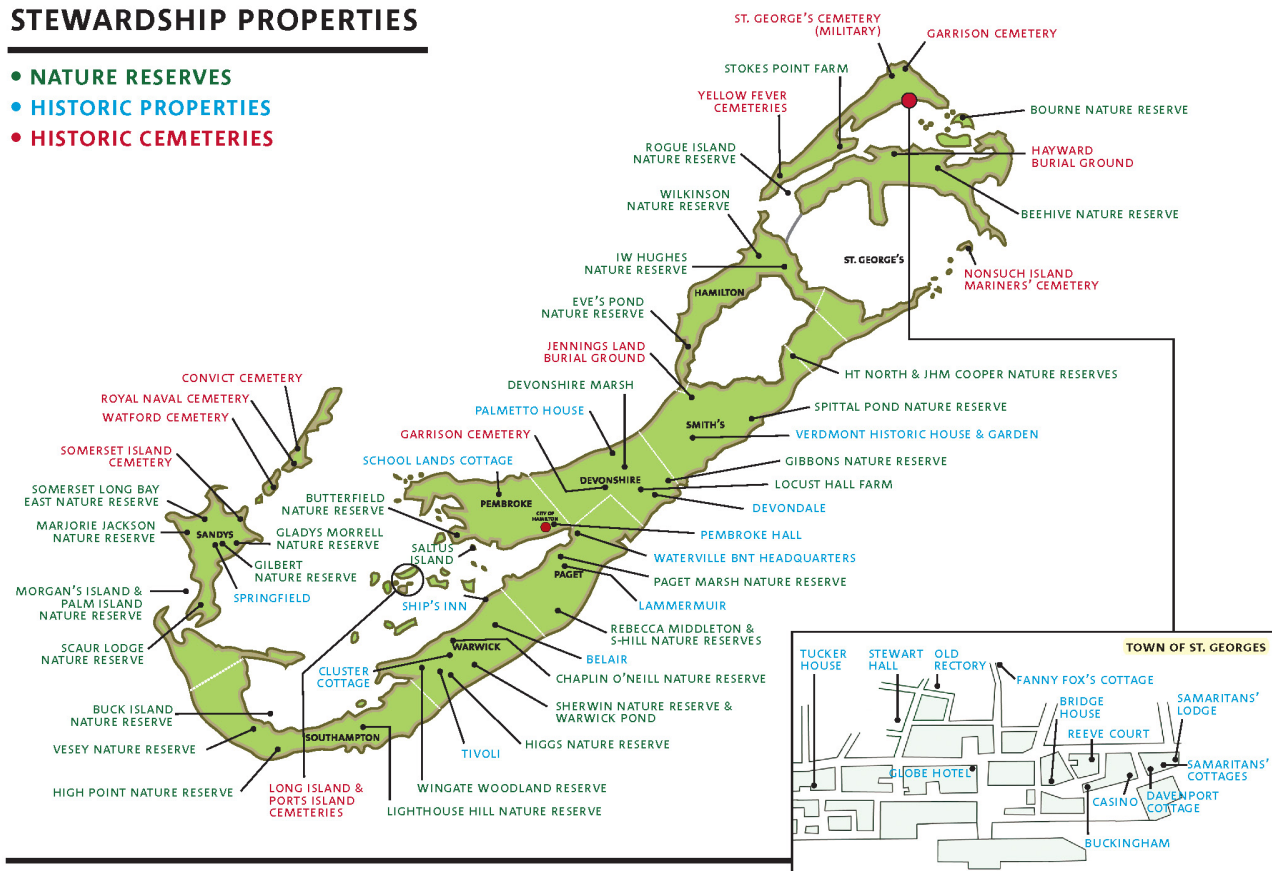 STEWARDSHIP PROPERTIES
• NATURE RESERVES
• HISTORIC PROPERTIES
• HISTORIC CEMETERIES
ST. GEORGE'S CEMETERY
(MILITARY)
GARRISON CEMETERY
STOKES POINT FARM
YELLOW FEVER
CEMETERIES
BOURNE NATURE RESERVE
ROGUE ISLAND
NATURE RESERVE
HAYWARD
BURIAL GROUND
WILKINSON
NATURE RESERVE
BEEHIVE NATURE RESERVE
IW HUGHES
NATURE RESERVE
ST. GEORGE'S
NONSUCH ISLAND
MARINERS' CEMETERY
HAMILTON
EVE'S POND
NATURE RESERVE
JENNINGS LAND
BURIAL GROUND
HT NORTH & JHM COOPER NATURE RESERVES
CONVICT CEMETERY
DEVONSHIRE MARSH
ROYAL NAVAL CEMETERY
PALMETTO HOUSE
SPITTAL POND NATURE RESERVE
WATFORD CEMETERY
SMITH'S
GARRISON CEMETERY
VERDMONT HISTORIC HOUSE & GARDEN
SOMERSET ISLAND
CEMETERY
SCHOOL LANDS COTTAGE
GIBBONS NATURE RESERVE
DEVONSHIRE
LOCUST HALL FARM
SOMERSET LONG BAY
EAST NATURE RESERVE
BUTTERFIELD
NATURE RESERVE
PEMBROKE
DEVONDALE
CITY OF
HAMILTON
MARJORIE JACKSON
NATURE RESERVE
SANDYS
GLADYS MORRELL
NATURE RESERVE
PEMBROKE HALL
SALTUS
ISLAND
WATERVILLE BNT HEADQUARTERS
GILBERT
NATURE RESERVE
PAGET
PAGET MARSH NATURE RESERVE
MORGAN'S ISLAND &
PALM ISLAND
NATURE RESERVE
SPRINGFIELD
SHIP'S INN
LAMMERMUIR
REBECCA MIDDLETON &
S-HILL NATURE RESERVES
SCAUR LODGE
NATURE RESERVE
WARWICK
BELAIR
CLUSTER
COTTAGE
CHAPLIN O'NEILL NATURE RESERVE
BUCK ISLAND
NATURE RESERVE
SHERWIN NATURE RESERVE &
WARWICK POND
SOUTHAMPTON
VESEY NATURE RESERVE
TIVOLI
HIGGS NATURE RESERVE
HIGH POINT NATURE RESERVE
LONG ISLAND &
PORTS ISLAND
CEMETERIES
WINGATE WOODLAND RESERVE
LIGHTHOUSE HILL NATURE RESERVE
TOWN OF ST. GEORGES
TUCKER
HOUSE
STEWART
HALL
OLD
RECTORY
FANNY FOX'S COTTAGE
BRIDGE
HOUSE
SAMARITANS'
LODGE
REEVE COURT
GLOBE HOTEL
SAMARITANS'
COTTAGES
CASINO
DAVENPORT
COTTAGE
BUCKINGHAM